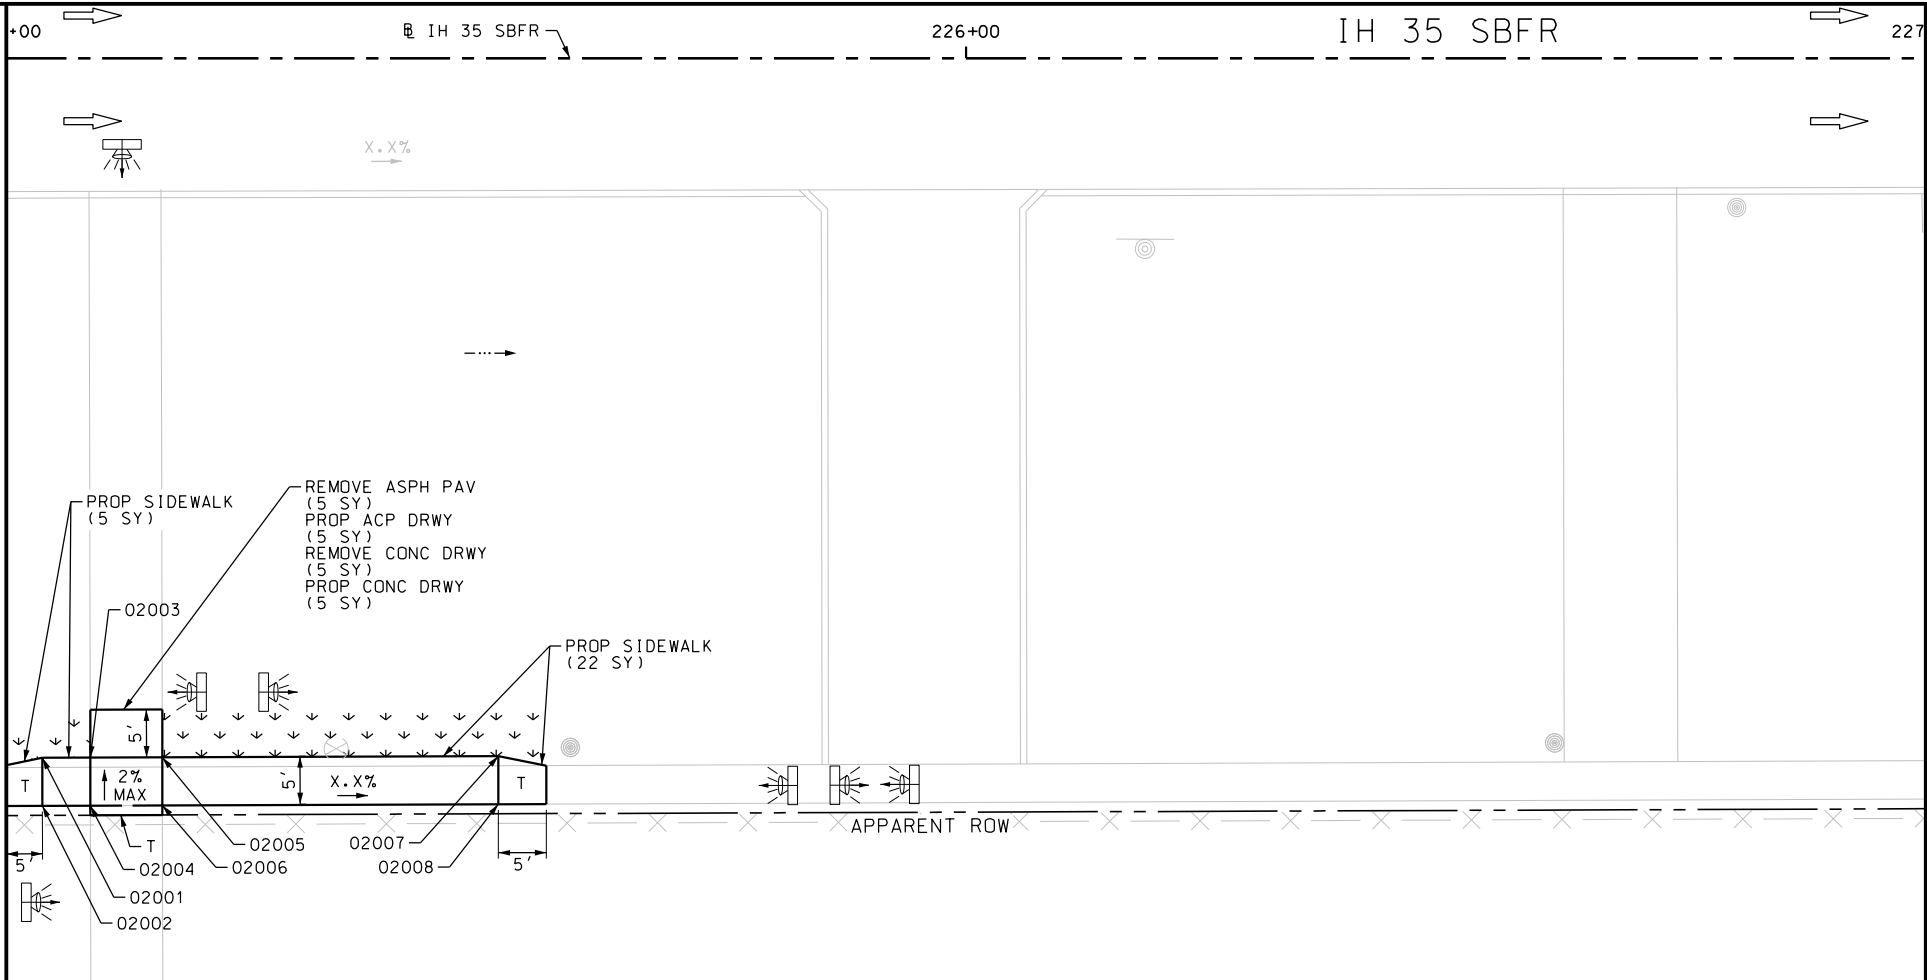 +00
℄ IH 35 SBFR
226+00
IH 35 SBFR
227
X.X%
PROP SIDEWALK
(5 SY)
REMOVE ASPH PAV
(5 SY)
PROP ACP DRWY
(5 SY)
REMOVE CONC DRWY
(5 SY)
PROP CONC DRWY
(5 SY)
02003
PROP SIDEWALK
(22 SY)
5'
T
2%
MAX
5'
X.X%
T
APPARENT ROW
5'
T
02004
02001
02002
02005
02006
02007
02008
5'